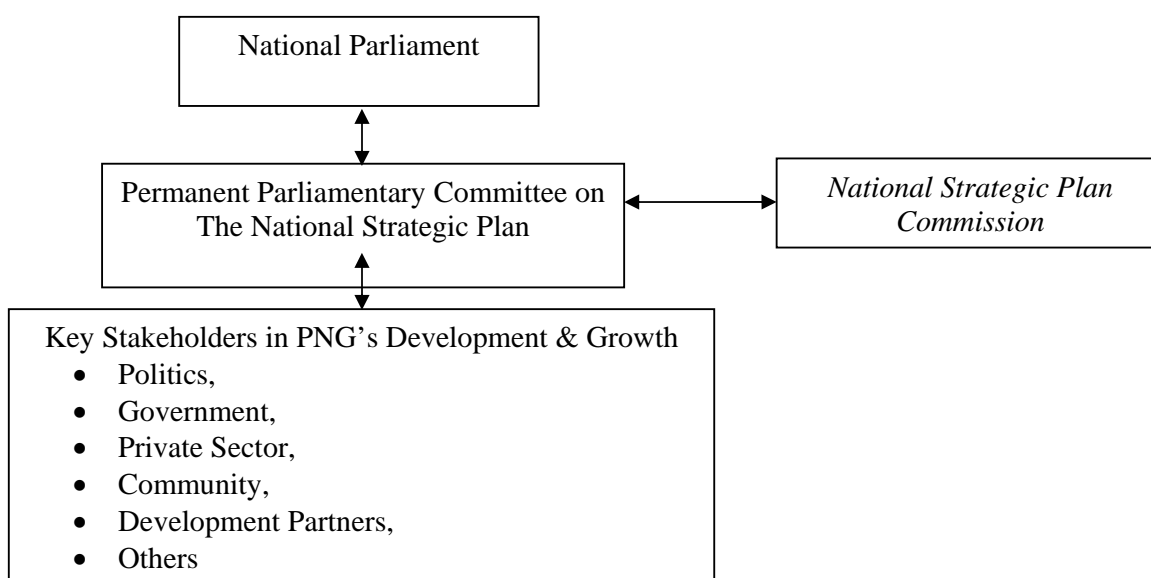 National Parliament
Permanent Parliamentary Committee on
The National Strategic Plan
National Strategic Plan
Commission
Key Stakeholders in PNG’s Development & Growth
• Politics,
• Government,
• Private Sector,
• Community,
• Development Partners,
• Others